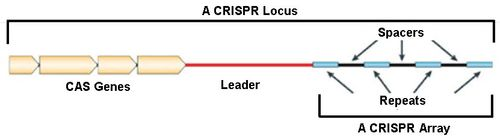 A CRISPR Locus
Spacers
CAS Genes
Leader
Repeats
A CRISPR Array